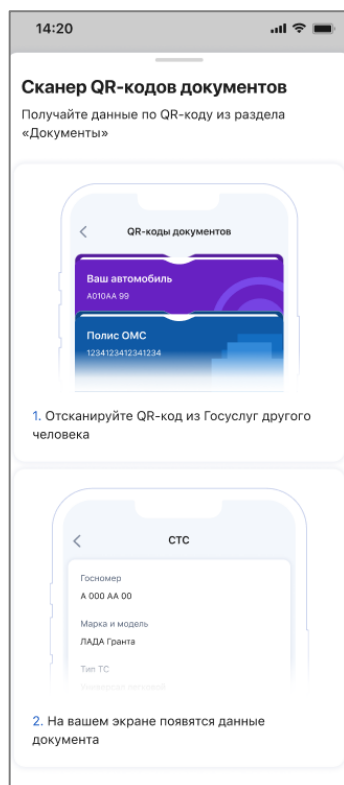 14:20
Сканер QR-кодов документов
Получайте данные по QR-коду из раздела
«Документы»
QR-коды документов
Ваш автомобиль
А010АА 99
Полис ОМС
1234123412341234
1. Отсканируйте QR-код из Госуслуг другого
человека
СТС
Госномер
А 000 АА 00
Марка и модель
ЛАДА Гранта
Тип ТС
Универсал легковой
2. На вашем экране появятся данные
документа